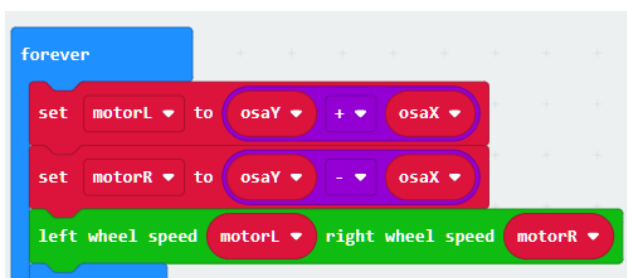 forever
set motorL to osaY + osaX
set motorR to osaY - osaX
left wheel speed motorL right wheel speed motorR